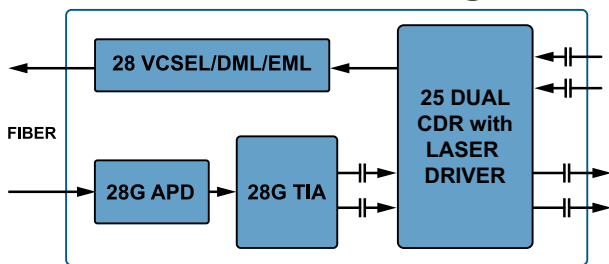 28 VCSEL/DML/EML
25 DUAL
CDR with
LASER
DRIVER
FIBER
28G APD
28G TIA